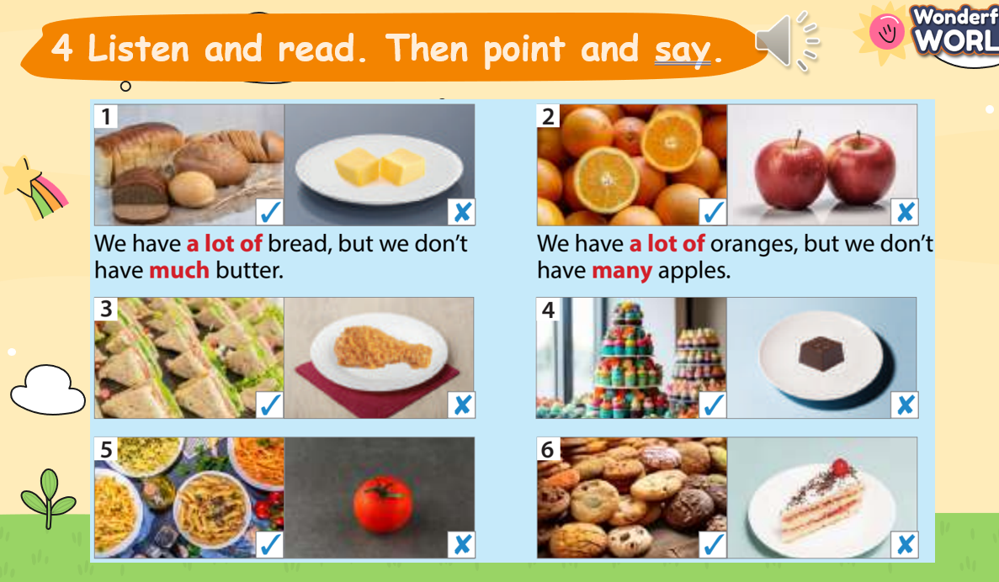 4 Listen and read. Then point and say.
Wonderf
WORL
1
2
We have a lot of bread, but we don't
have much butter.
We have a lot of oranges, but we don't
have many apples.
3
4
5
6